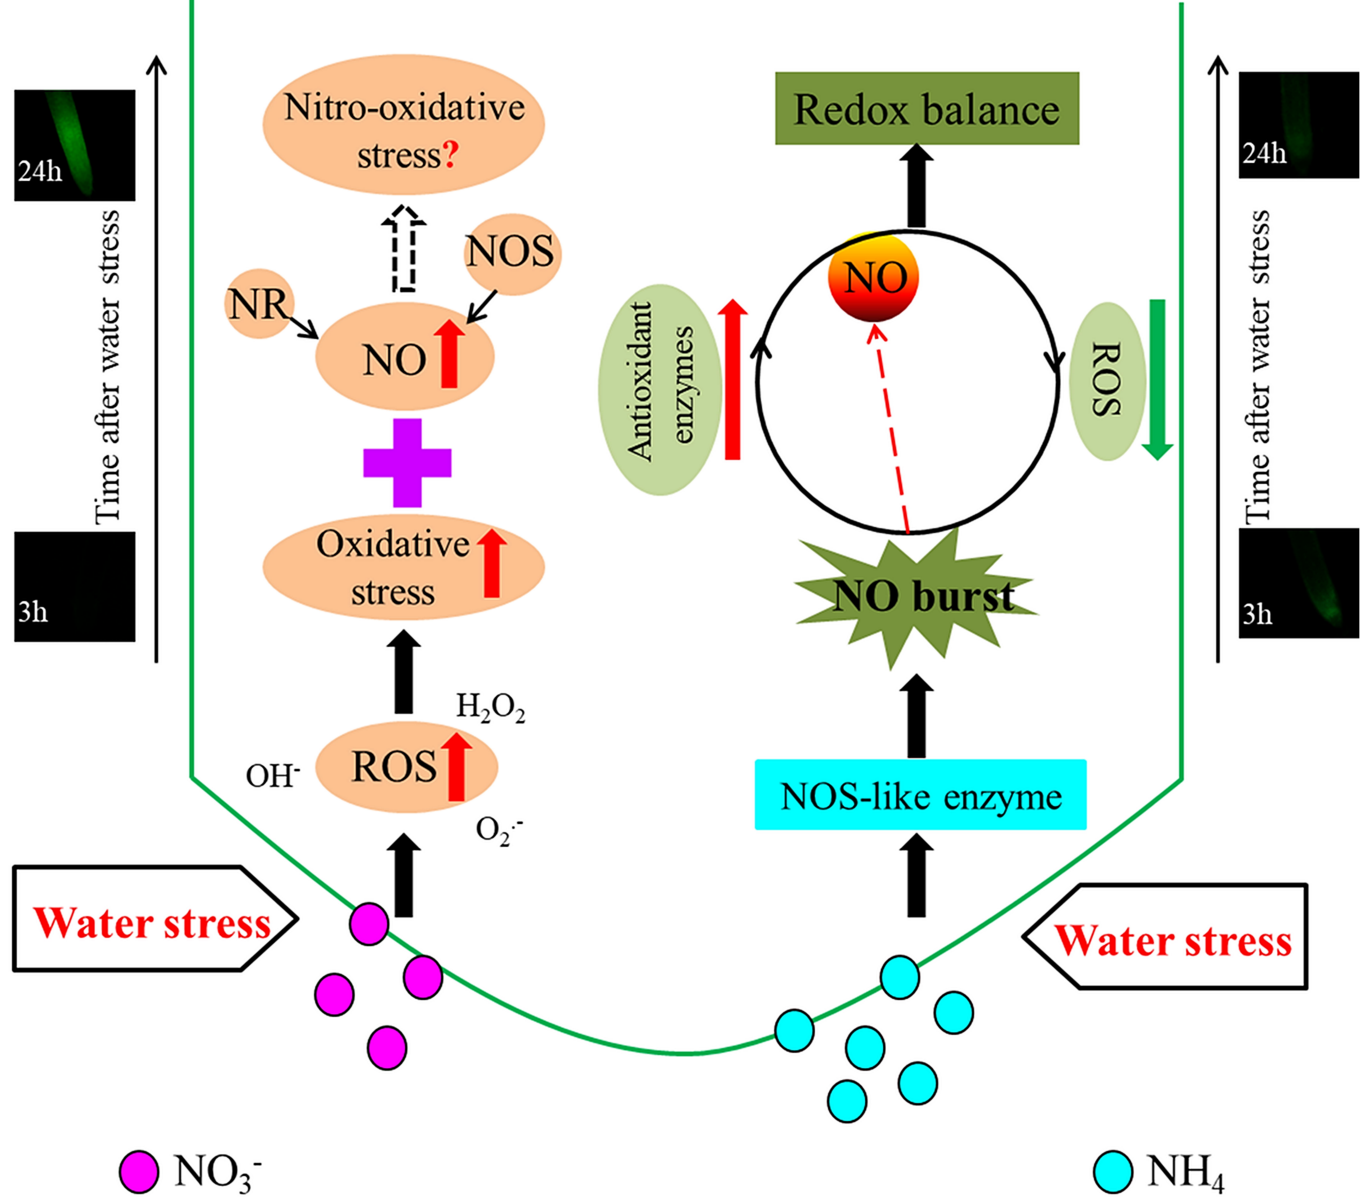 24h
Time after water stress
3h
Nitro-oxidative
stress?
NOS
NR
NO
Oxidative
stress
H₂O₂
OH⁻
ROS
O₂·⁻
Water stress
NO₃⁻
Redox balance
NO
Antioxidant
enzymes
ROS
NO burst
NOS-like enzyme
Water stress
NH₄
24h
Time after water stress
3h